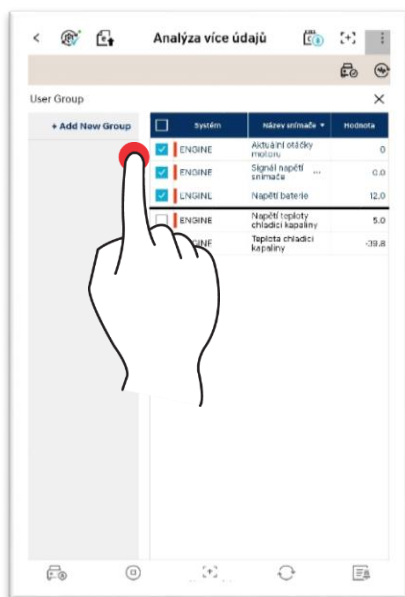 Analýza více údajů
User Group
+ Add New Group
Systém Název snímače Hodnota
ENGINE Aktuální otáčky motoru 0
ENGINE Signál napětí snímače ... 0.0
ENGINE Napětí baterie 12.0
ENGINE Napětí teploty chladicí kapaliny 5.0
ENGINE Teplota chladicí kapaliny -39.8